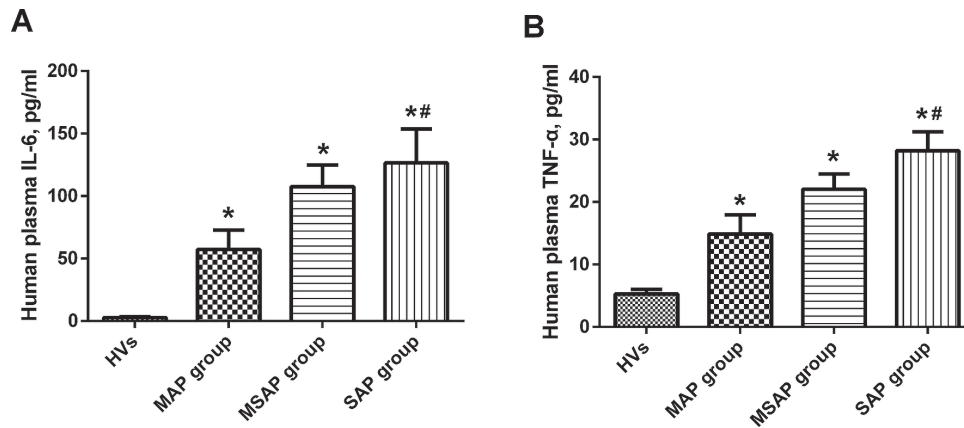 A
Human plasma IL-6, pg/ml
200
150
100
50
0
*
*
*#
HVs
MAP group
MSAP group
SAP group
B
Human plasma TNF-α, pg/ml
40
30
20
10
0
*
*
*#
HVs
MAP group
MSAP group
SAP group